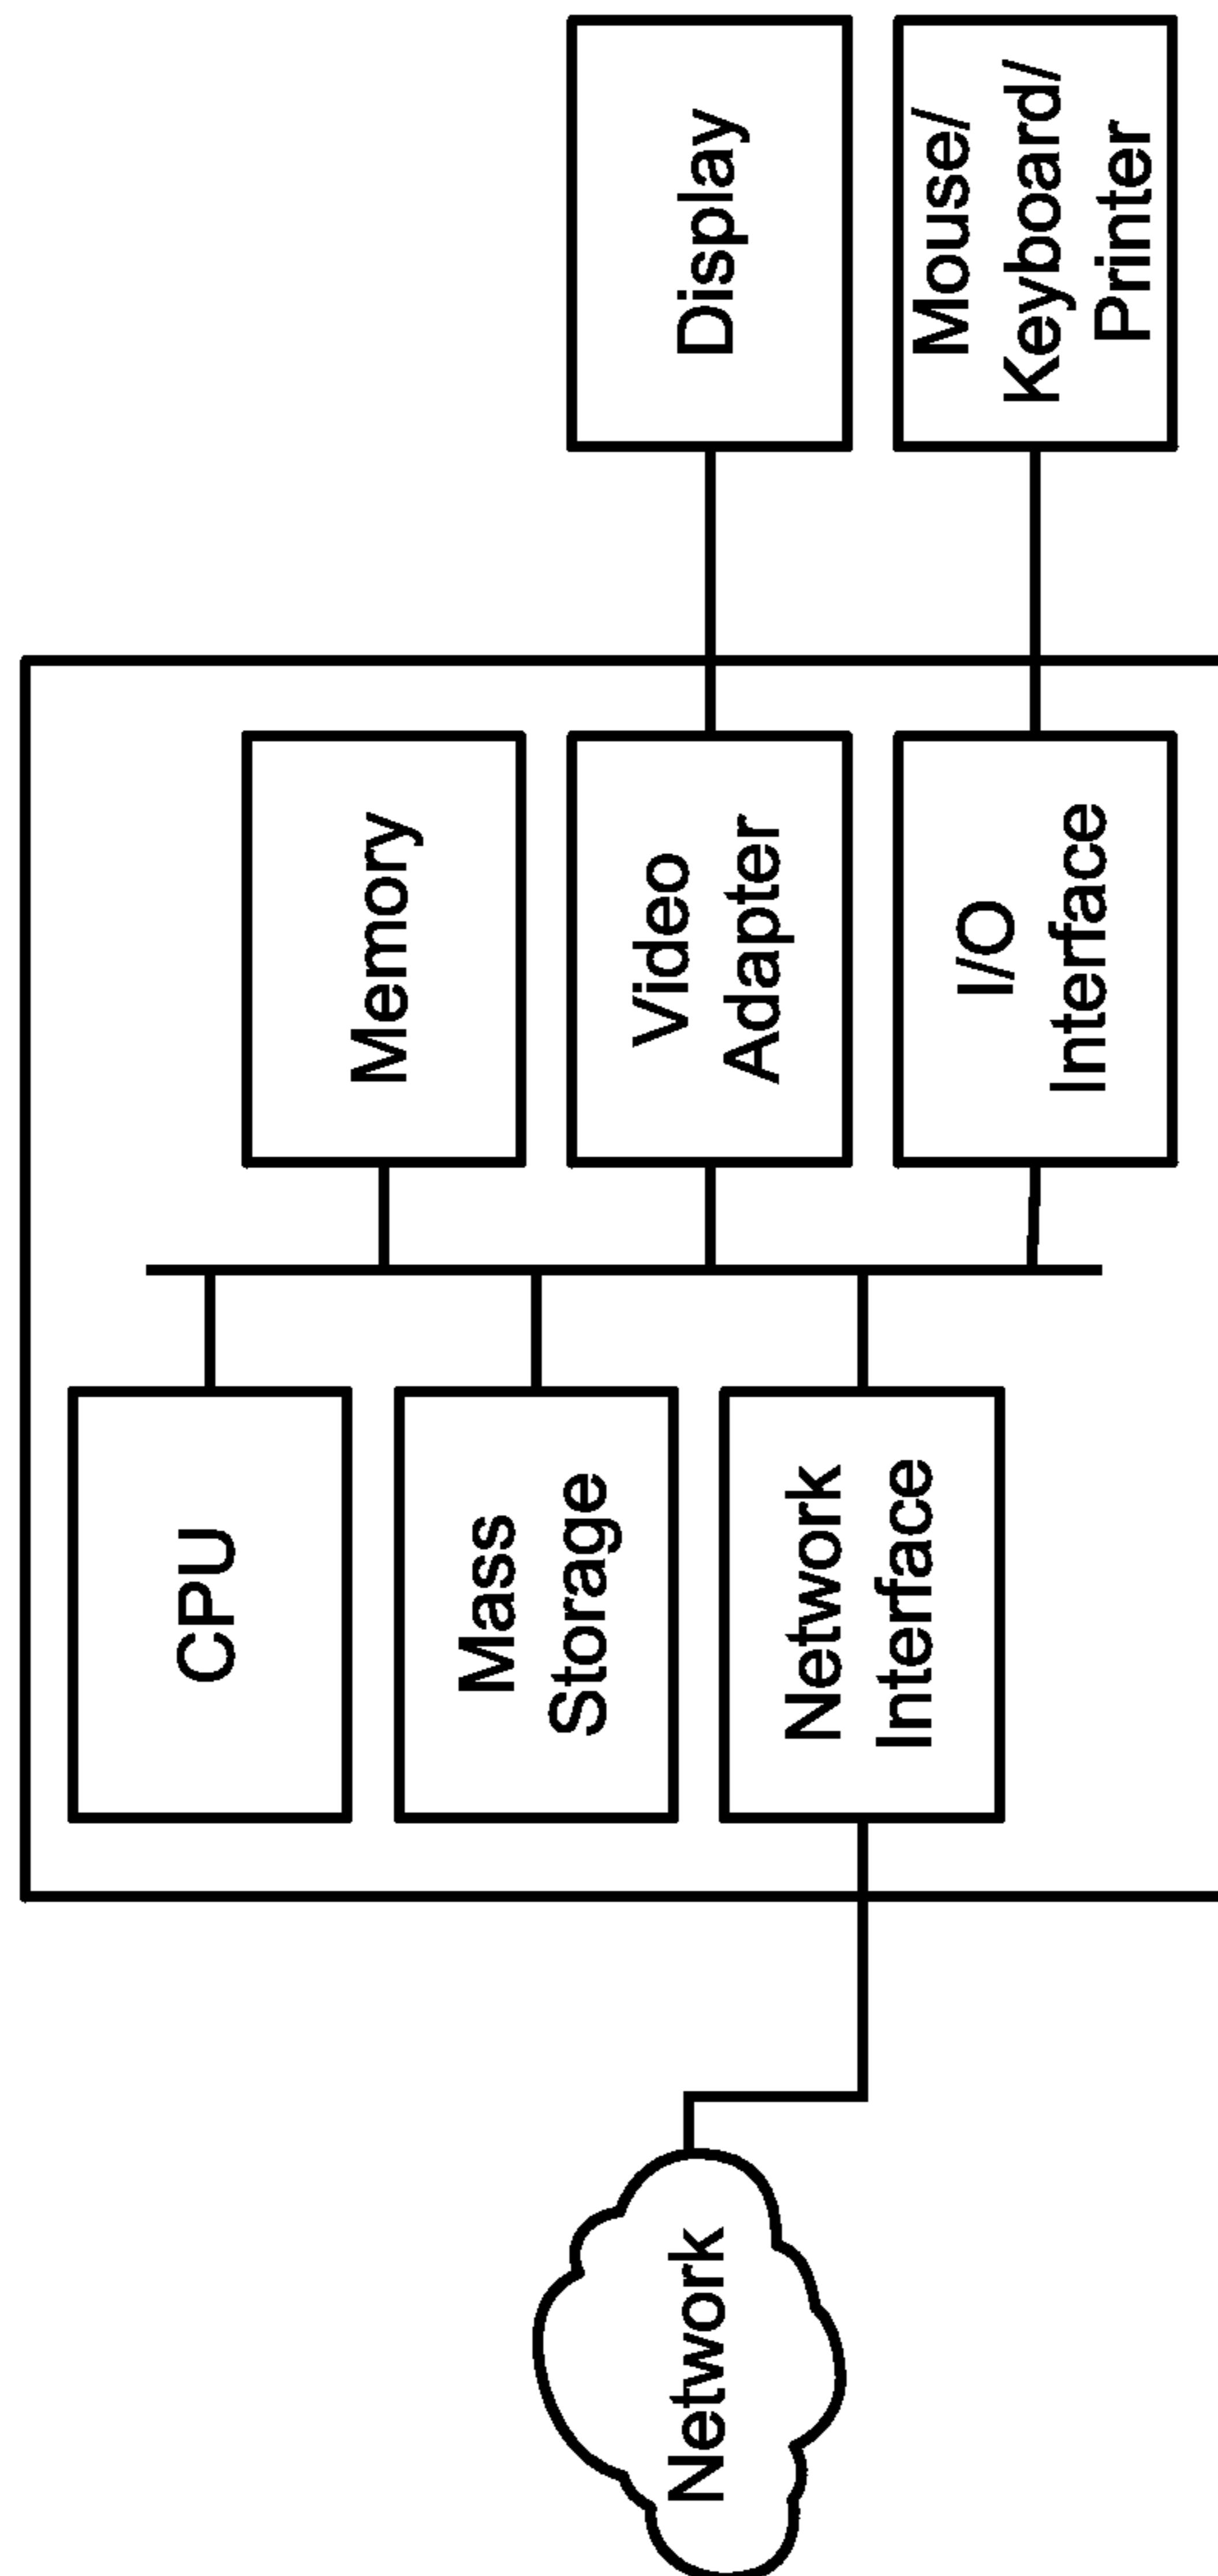 CPU
Memory
Mass
Storage
Video
Adapter
Display
Network
Network
Interface
I/O
Interface
Mouse/
Keyboard/
Printer